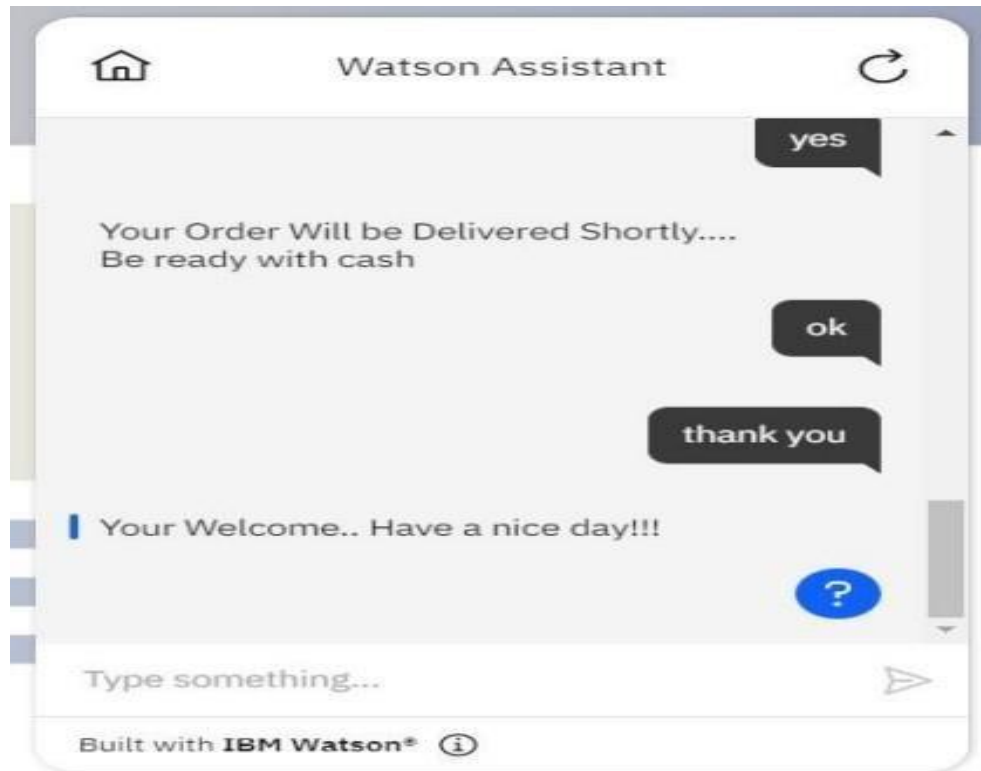 Watson Assistant
yes
Your Order Will be Delivered Shortly....
Be ready with cash
ok
thank you
Your Welcome.. Have a nice day!!!
?
Type something...
Built with IBM Watson®